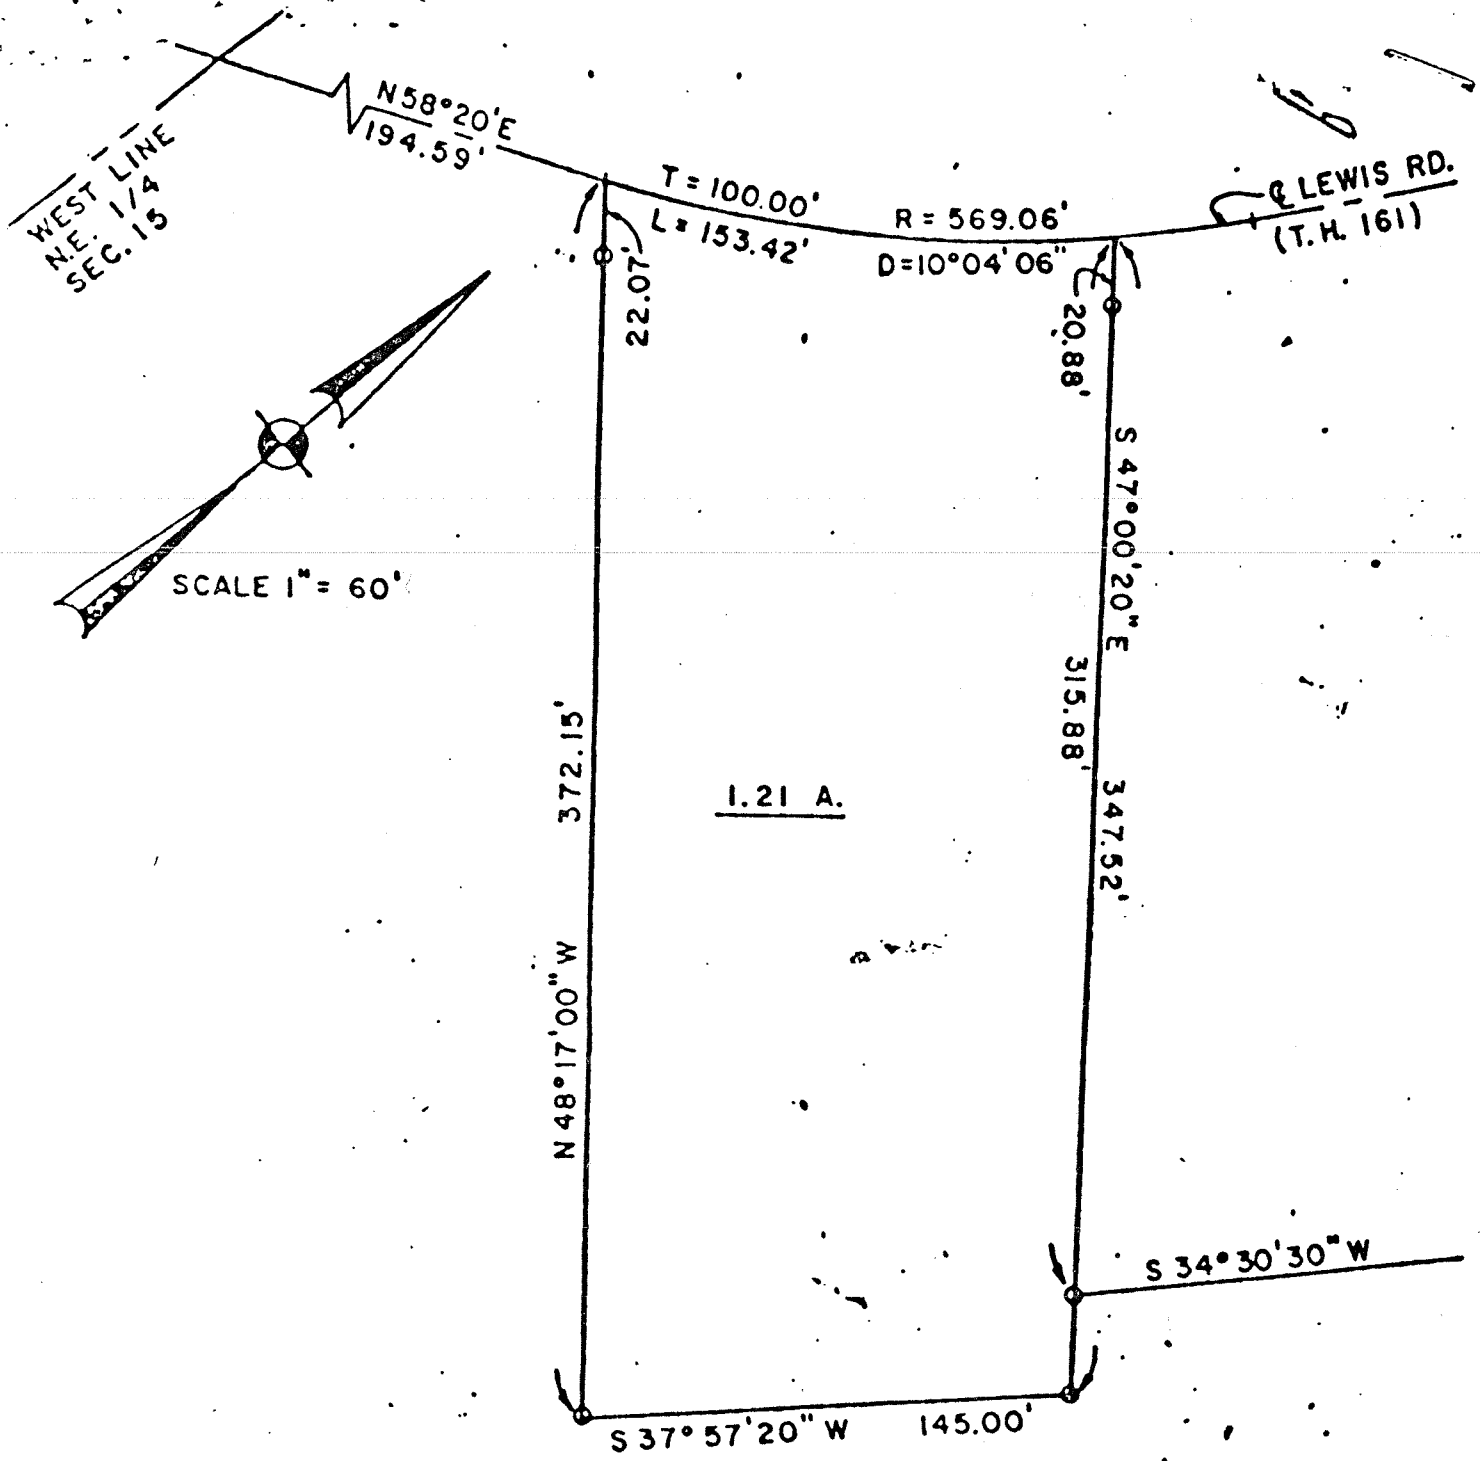 N58°20'E
194.59'
WEST LINE
N.E. 1/4
SEC. 15
T = 100.00'
L = 153.42'
R = 569.06'
D=10°04'06"
℄ LEWIS RD.
(T.H. 161)
22.07'
20.88'
S 47°00'20" E
SCALE 1" = 60'
315.88'
372.15'
347.52'
1.21 A.
N48°17'00"W
S 34°30'30" W
S 37°57'20" W
145.00'